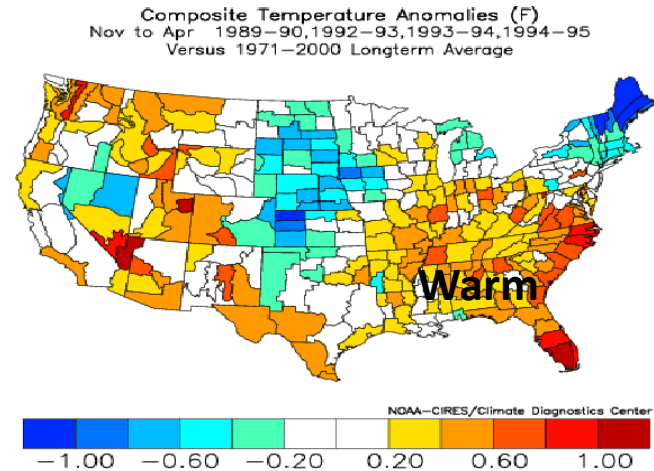 Composite Temperature Anomalies (F)
Nov to Apr 1989-90,1992-93,1993-94,1994-95
Versus 1971-2000 Longterm Average
Warm
NOAA-CIRES/Climate Diagnostics Center
-1.00 -0.60 -0.20 0.20 0.60 1.00